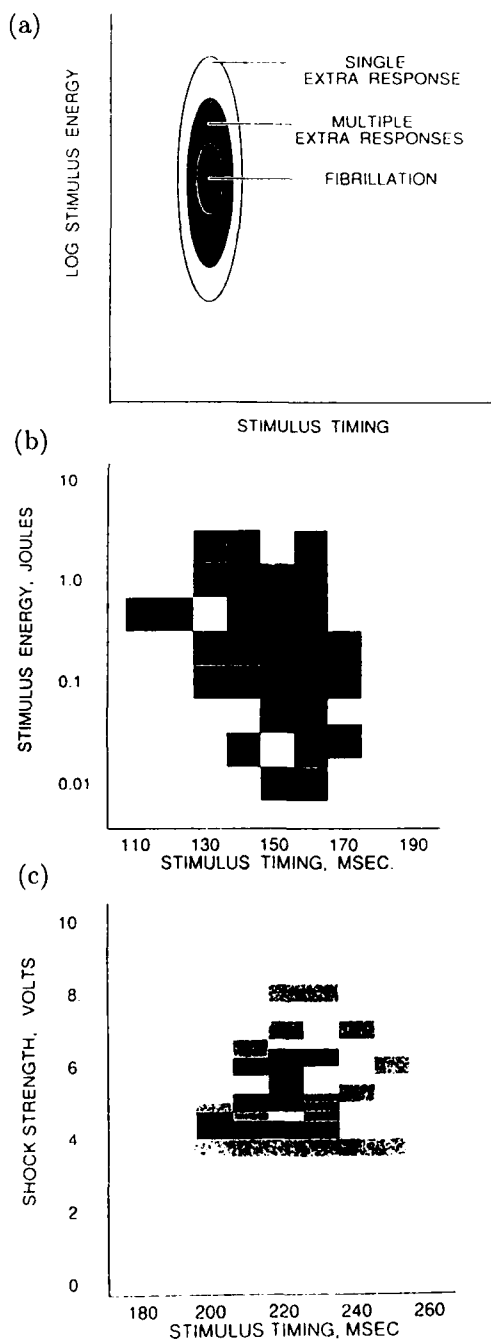 (a)
LOG STIMULUS ENERGY
SINGLE
EXTRA RESPONSE
MULTIPLE
EXTRA RESPONSES
FIBRILLATION
STIMULUS TIMING
(b)
STIMULUS ENERGY, JOULES
10
1.0
0.1
0.01
110 130 150 170 190
STIMULUS TIMING, MSEC.
(c)
SHOCK STRENGTH, VOLTS
10
8
6
4
2
0
180 200 220 240 260
STIMULUS TIMING, MSEC